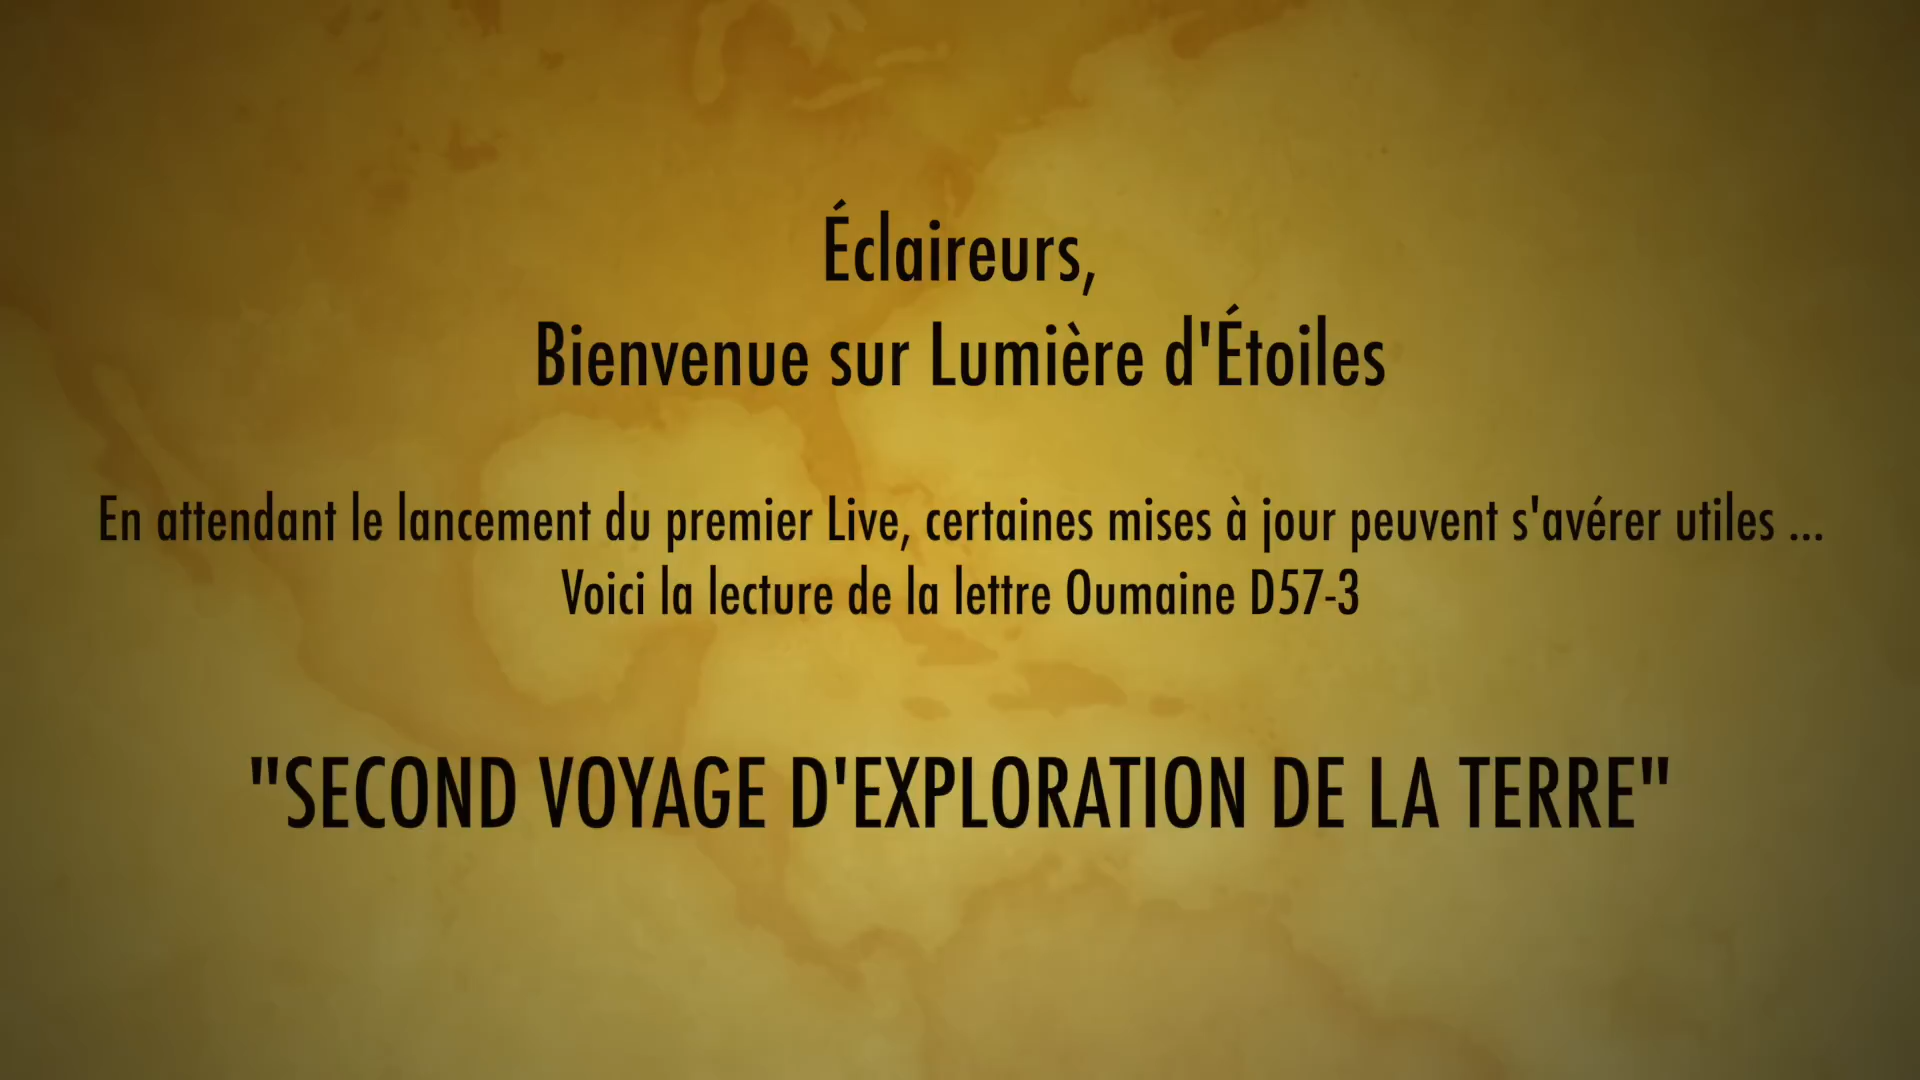 Éclaireurs,
Bienvenue sur Lumière d'Étoiles
En attendant le lancement du premier Live, certaines mises à jour peuvent s'avérer utiles ...
Voici la lecture de la lettre Oumaine D57-3
"SECOND VOYAGE D'EXPLORATION DE LA TERRE"